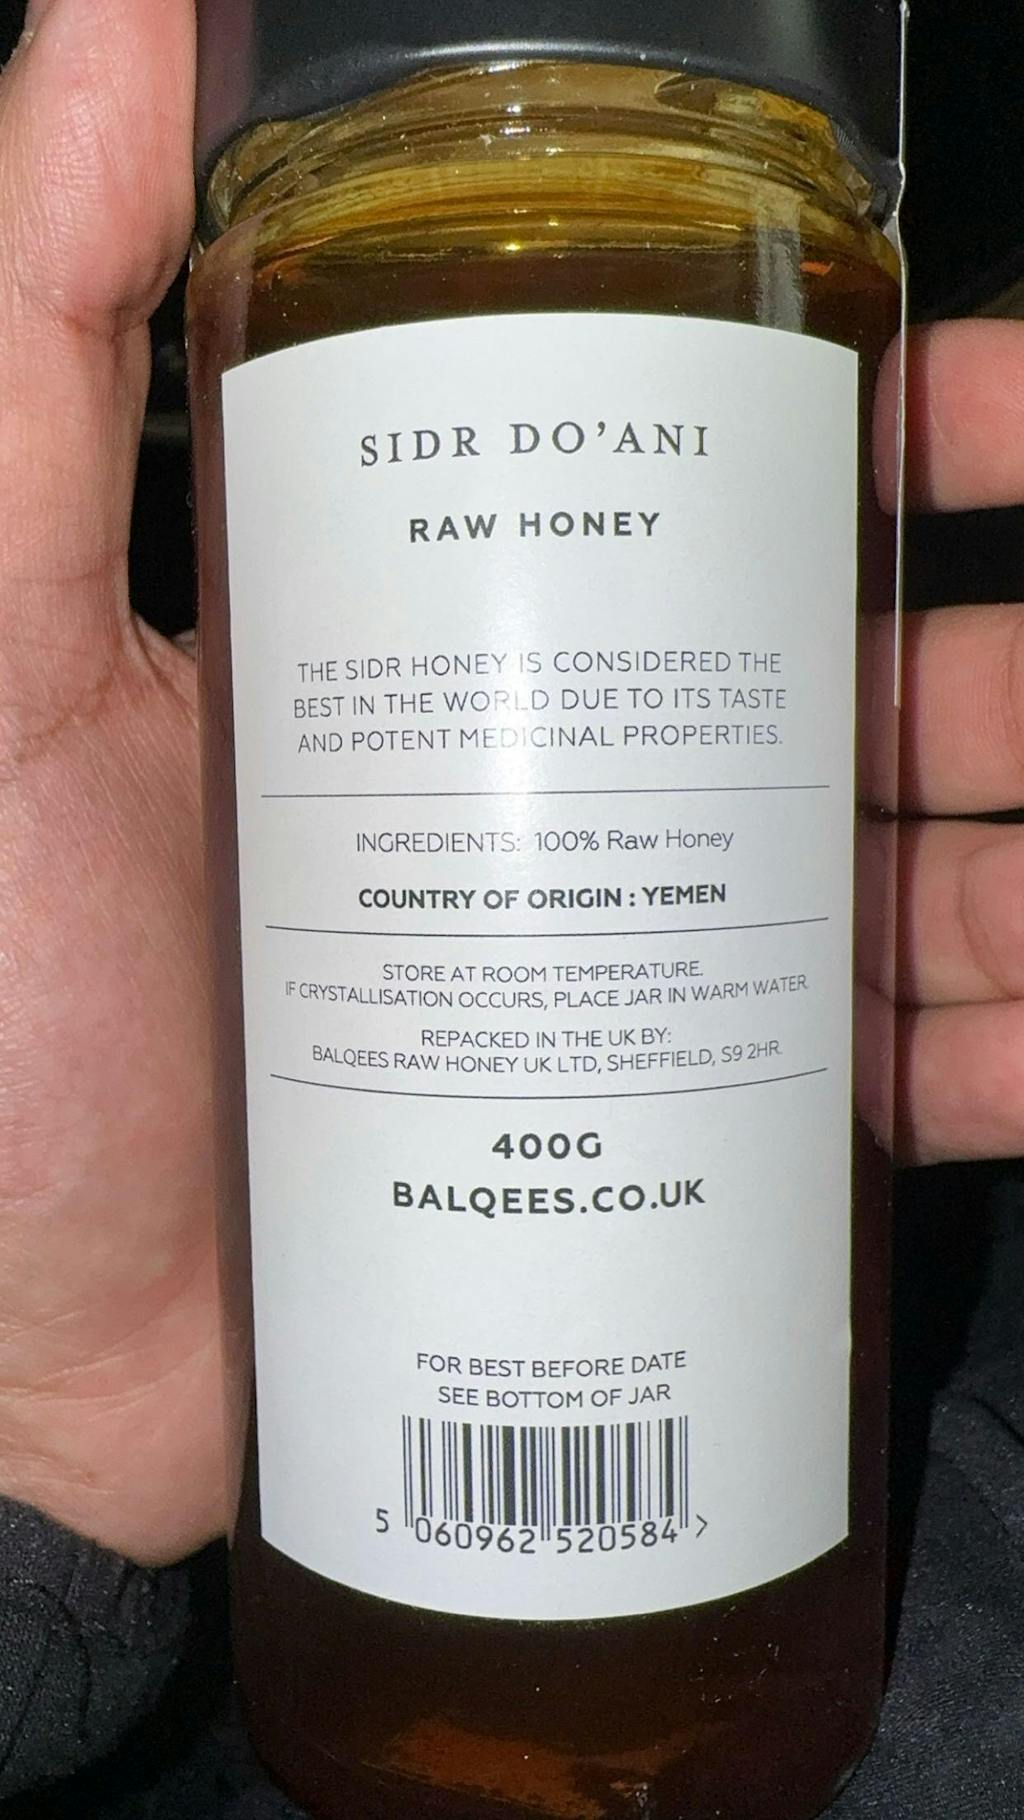 SIDR DO'ANI
RAW HONEY
THE SIDR HONEY IS CONSIDERED THE
BEST IN THE WORLD DUE TO ITS TASTE
AND POTENT MEDICINAL PROPERTIES.
INGREDIENTS: 100% Raw Honey
COUNTRY OF ORIGIN : YEMEN
STORE AT ROOM TEMPERATURE.
IF CRYSTALLISATION OCCURS, PLACE JAR IN WARM WATER.
REPACKED IN THE UK BY:
BALQEES RAW HONEY UK LTD, SHEFFIELD, S9 2HR.
400G
BALQEES.CO.UK
FOR BEST BEFORE DATE
SEE BOTTOM OF JAR
5 060962 520584 >